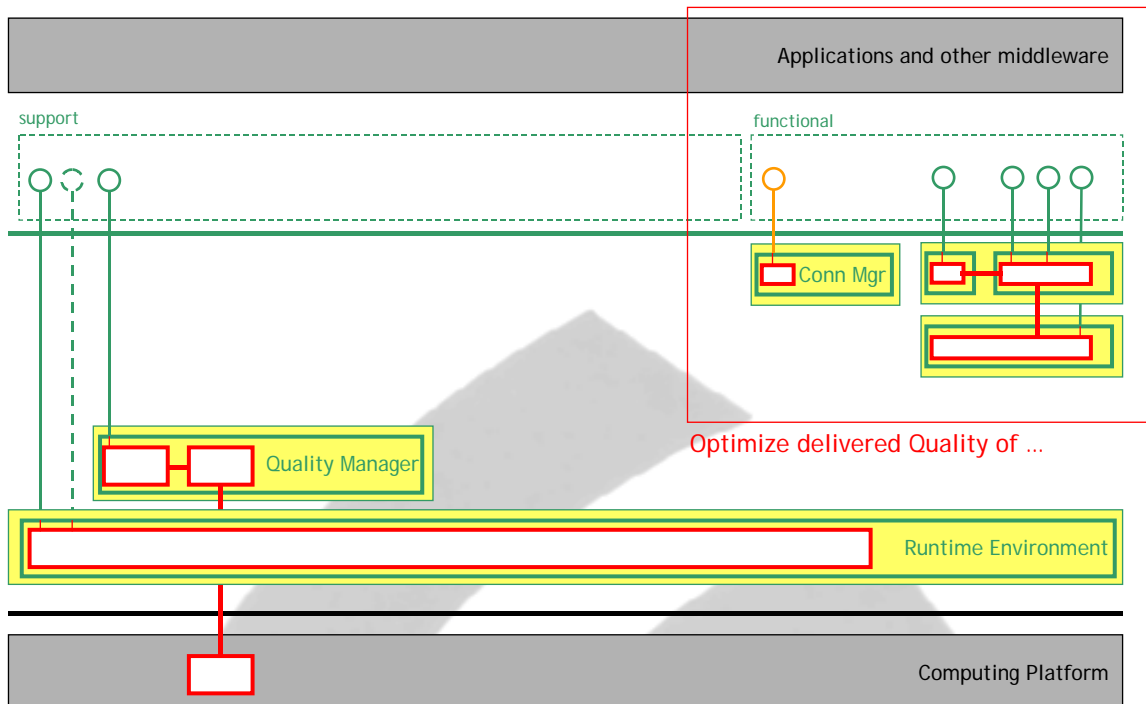 Applications and other middleware
support
functional
Conn Mgr
Optimize delivered Quality of ...
Quality Manager
Runtime Environment
Computing Platform